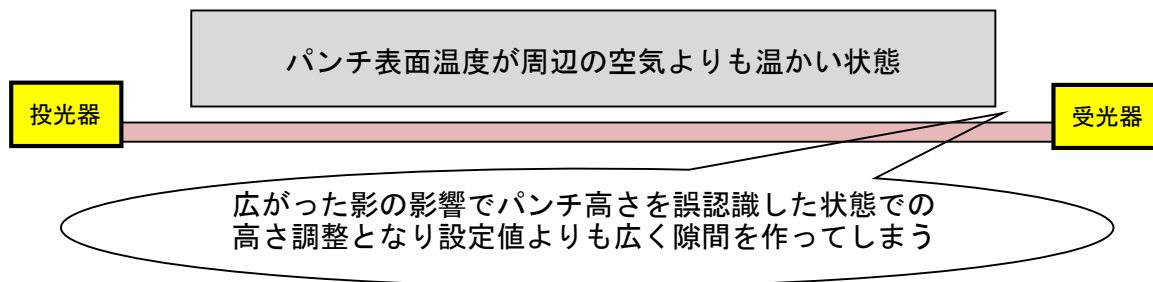 パンチ表面温度が周辺の空気よりも温かい状態
投光器
受光器
広がった影の影響でパンチ高さを誤認識した状態での
高さ調整となり設定値よりも広く隙間を作ってしまう